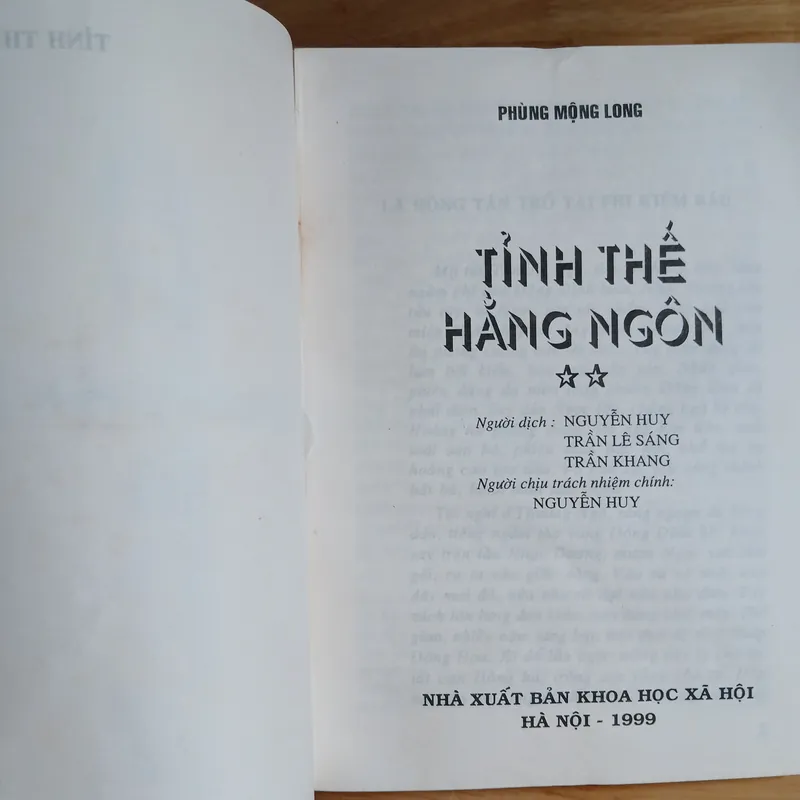 PHÙNG MỘNG LONG
TỈNH THẾ
HẰNG NGÔN
Người dịch : NGUYỄN HUY
TRẦN LÊ SÁNG
TRẦN KHANG
Người chịu trách nhiệm chính:
NGUYỄN HUY
NHÀ XUẤT BẢN KHOA HỌC XÃ HỘI
HÀ NỘI - 1999